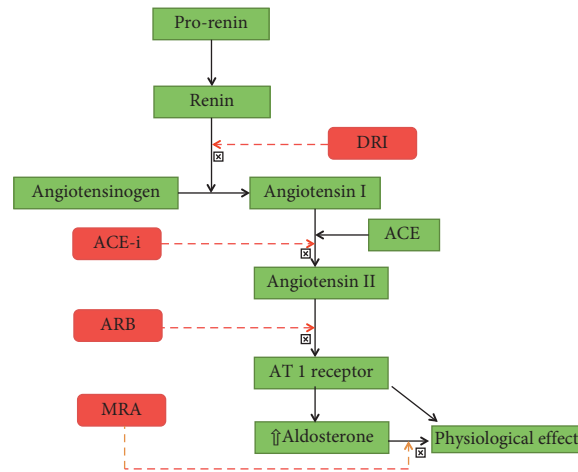 Pro-renin
Renin
DRI
Angiotensinogen
Angiotensin I
ACE-i
ACE
Angiotensin II
ARB
AT 1 receptor
MRA
⇧Aldosterone
Physiological effect